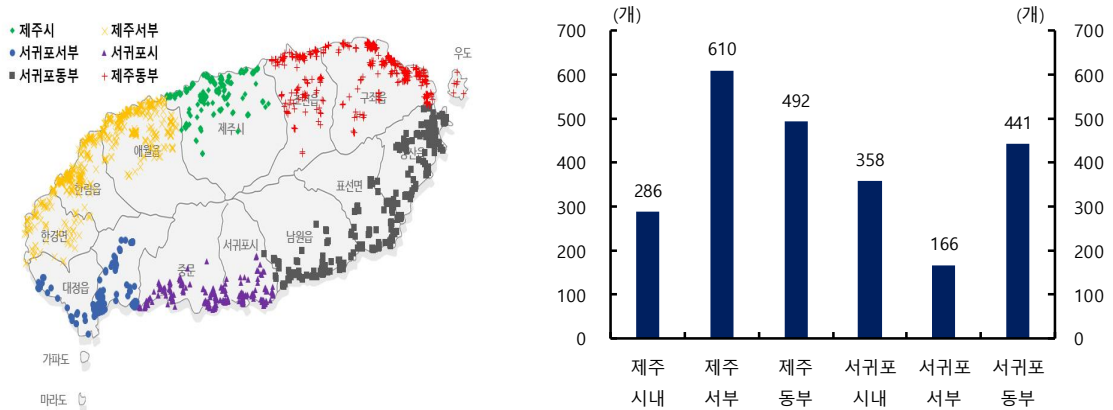 제주시
제주서부
서귀포서부
서귀포시
서귀포동부
제주동부
우도
구좌읍
제주시
애월읍
표선면
한림읍
한경면
서귀포시
남원읍
중문
대정읍
가파도
마라도
(개)
(개)
700
600
500
400
300
200
100
0
286
610
492
358
166
441
700
600
500
400
300
200
100
0
제주
시내
제주
서부
제주
동부
서귀포
시내
서귀포
서부
서귀포
동부